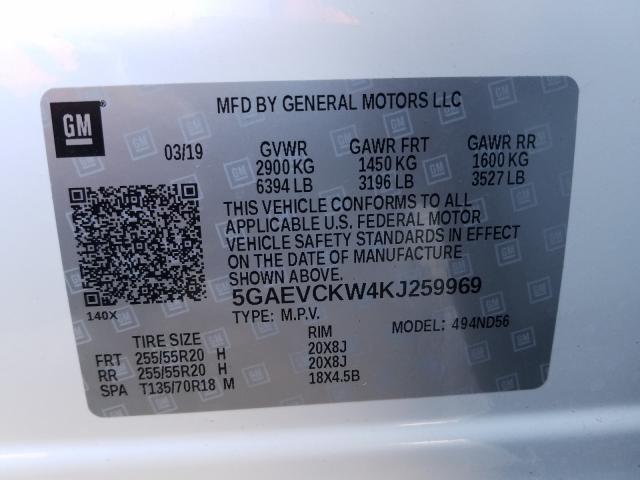 GM
MFD BY GENERAL MOTORS LLC
03/19
GVWR GAWR FRT GAWR RR
2900 KG 1450 KG 1600 KG
6394 LB 3196 LB 3527 LB
THIS VEHICLE CONFORMS TO ALL
APPLICABLE U.S. FEDERAL MOTOR
VEHICLE SAFETY STANDARDS IN EFFECT
ON THE DATE OF MANUFACTURE
SHOWN ABOVE.
5GAEVCKW4KJ259969
140X
TYPE: M.P.V. MODEL: 494ND56
TIRE SIZE RIM
FRT 255/55R20 H 20X8J
RR 255/55R20 H 20X8J
SPA T135/70R18 M 18X4.5B